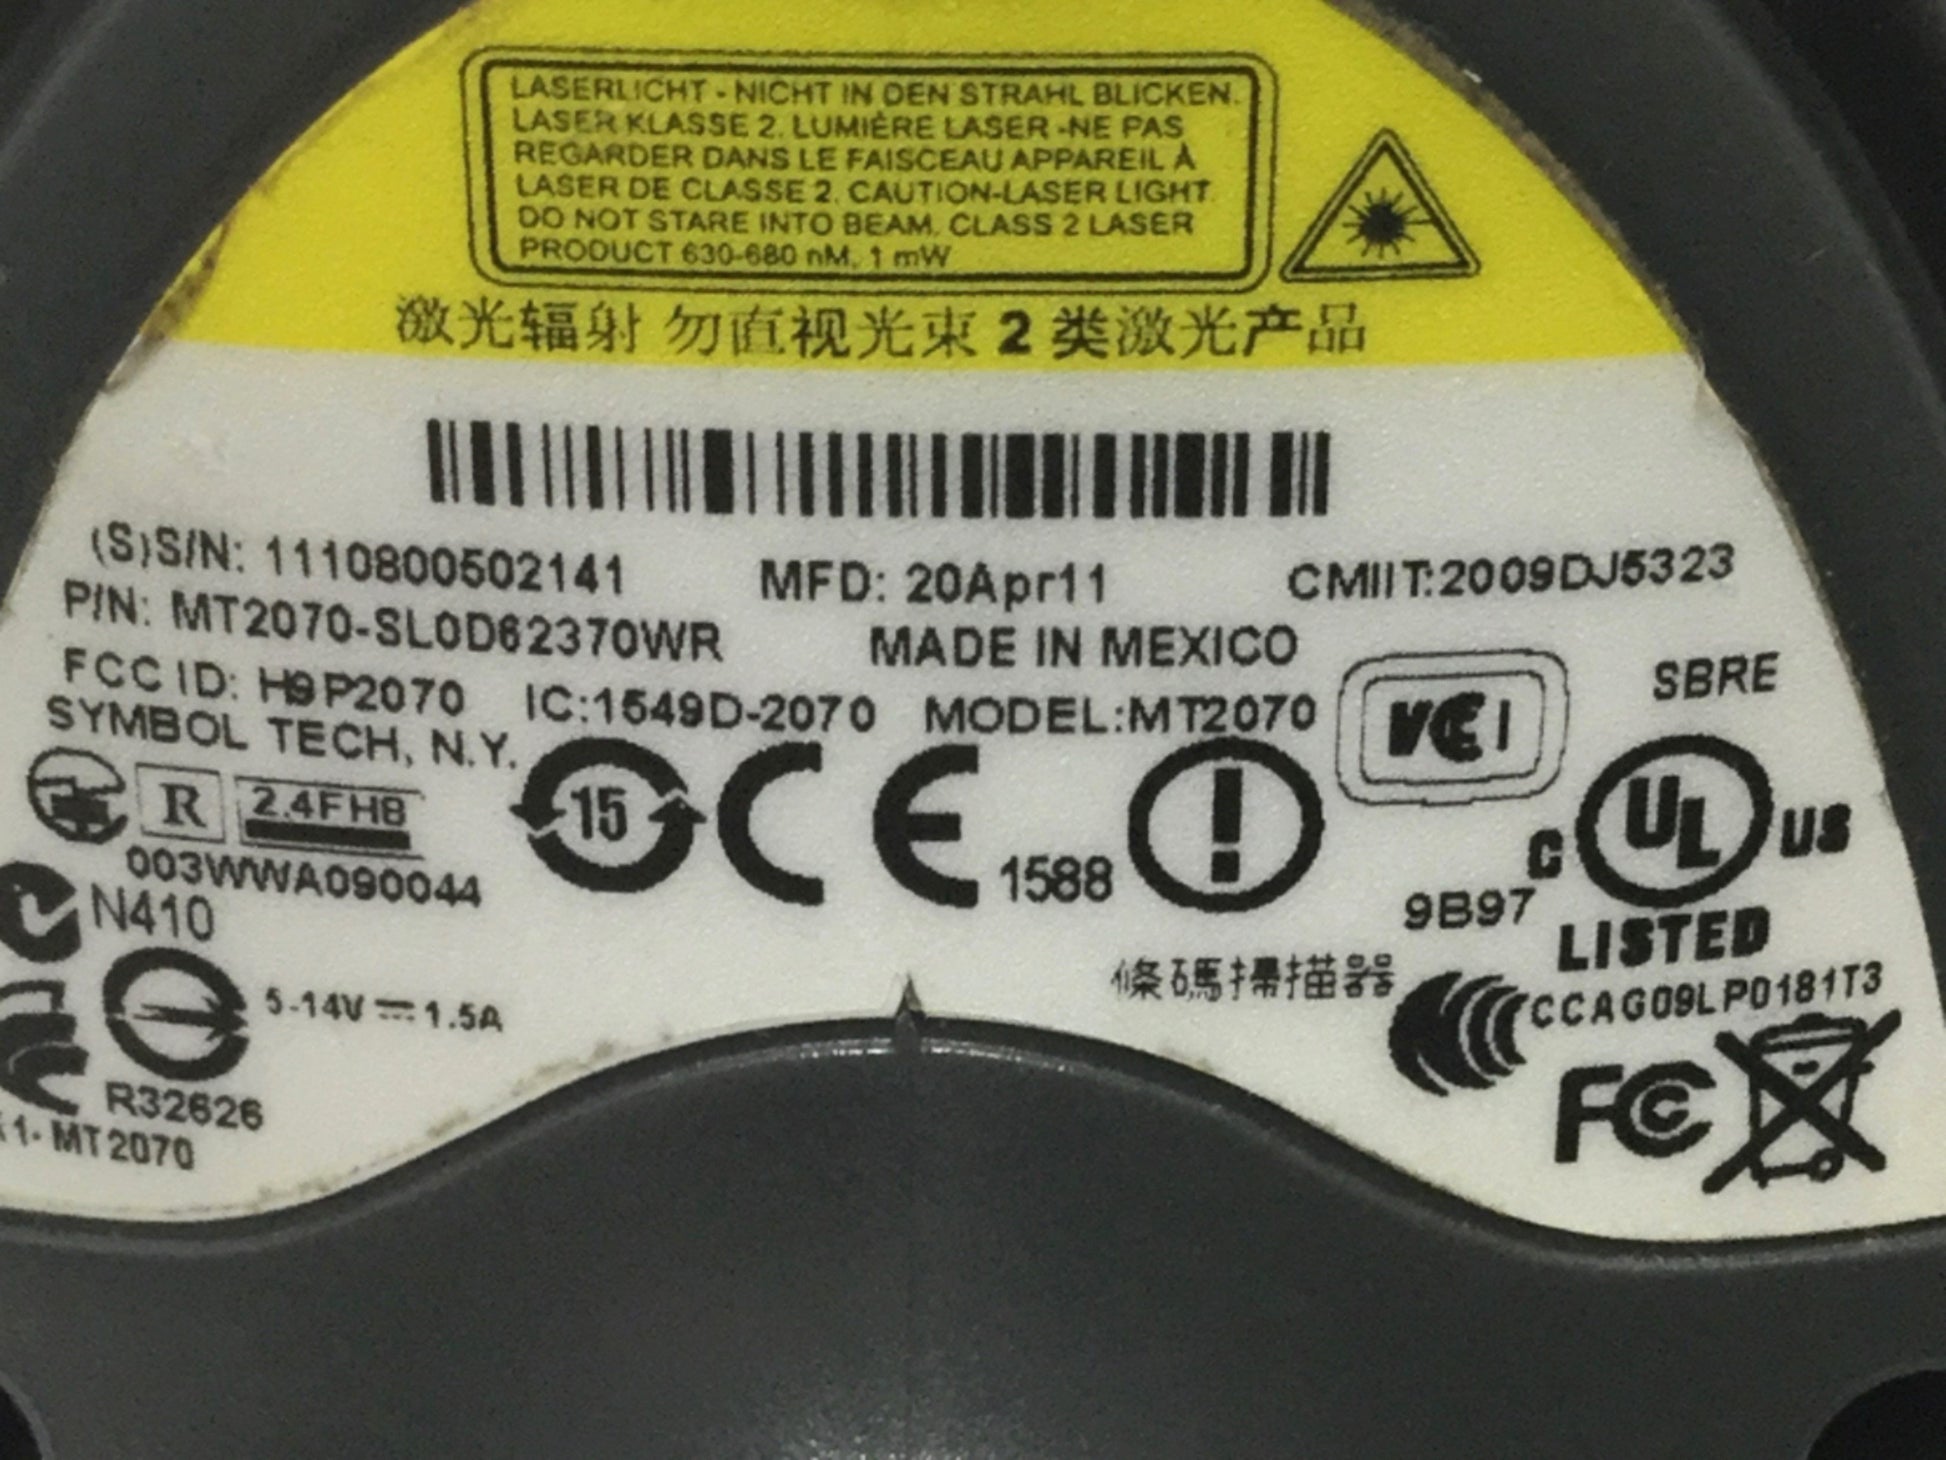 LASERLICHT - NICHT IN DEN STRAHL BLICKEN.
LASER KLASSE 2. LUMIÈRE LASER -NE PAS
REGARDER DANS LE FAISCEAU APPAREIL À
LASER DE CLASSE 2. CAUTION-LASER LIGHT
DO NOT STARE INTO BEAM. CLASS 2 LASER
PRODUCT 630-680 nM, 1 mW
激光辐射 勿直视光束 2 类激光产品
(S)S/N: 1110800502141 MFD: 20Apr11 CMIIT:2009DJ5323
P/N: MT2070-SL0D62370WR MADE IN MEXICO
FCC ID: H9P2070 IC:1549D-2070 MODEL:MT2070
SYMBOL TECH, N.Y.
VCI
SBRE
R 2.4FH8
15
CE 1588
!
C UL US
003WWA090044
9B97
LISTED
N410
條碼掃描器
CCAG09LP0181T3
5-14V ⎓ 1.5A
FC
R32626
1-MT2070